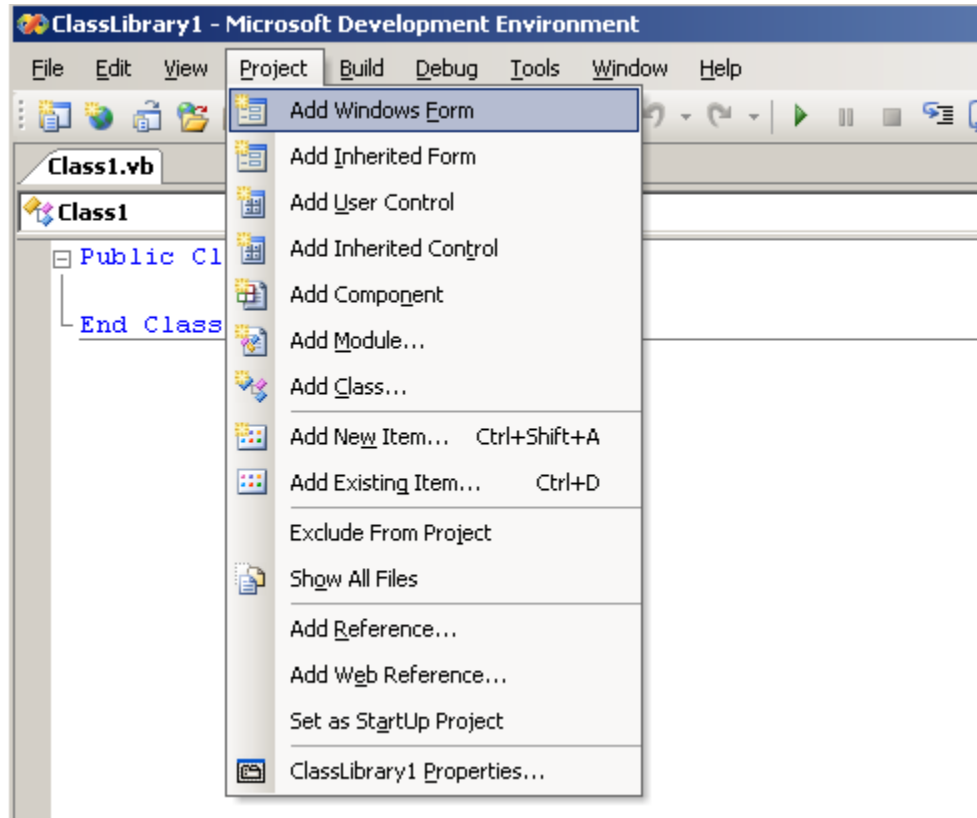 ClassLibrary1 - Microsoft Development Environment
File Edit View Project Build Debug Tools Window Help
Class1.vb
Class1
Public Cl
End Class
Add Windows Form
Add Inherited Form
Add User Control
Add Inherited Control
Add Component
Add Module...
Add Class...
Add New Item... Ctrl+Shift+A
Add Existing Item... Ctrl+D
Exclude From Project
Show All Files
Add Reference...
Add Web Reference...
Set as StartUp Project
ClassLibrary1 Properties...